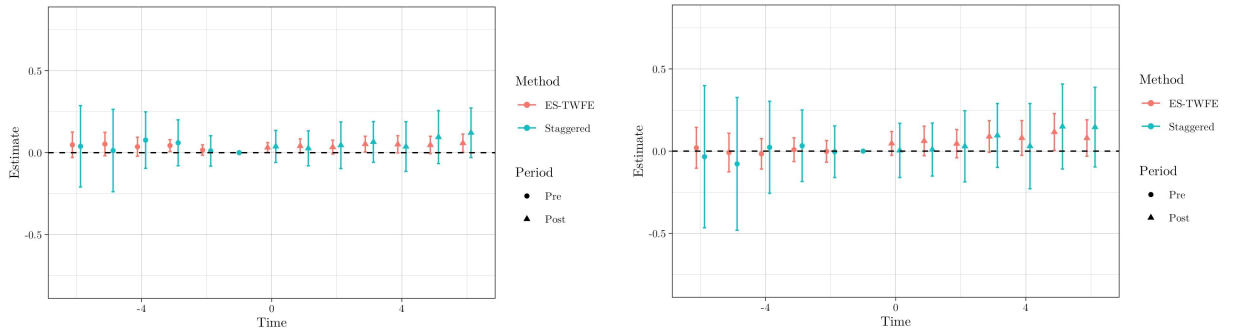 Estimate
0.5
0.0
-0.5
-4
0
4
Time
Method
ES-TWFE
Staggered
Period
Pre
Post
Estimate
0.5
0.0
-0.5
-4
0
4
Time
Method
ES-TWFE
Staggered
Period
Pre
Post